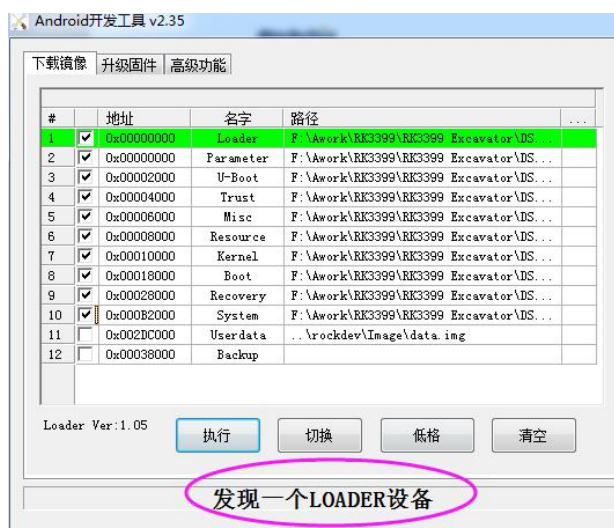 Android开发工具 v2.35
下载镜像 升级固件 高级功能
# 地址 名字 路径 ...
1 0x00000000 Loader F:\Awork\RK3399\RK3399 Excavator\DS...
2 0x00000000 Parameter F:\Awork\RK3399\RK3399 Excavator\DS...
3 0x00002000 U-Boot F:\Awork\RK3399\RK3399 Excavator\DS...
4 0x00004000 Trust F:\Awork\RK3399\RK3399 Excavator\DS...
5 0x00006000 Misc F:\Awork\RK3399\RK3399 Excavator\DS...
6 0x00008000 Resource F:\Awork\RK3399\RK3399 Excavator\DS...
7 0x00010000 Kernel F:\Awork\RK3399\RK3399 Excavator\DS...
8 0x00018000 Boot F:\Awork\RK3399\RK3399 Excavator\DS...
9 0x00028000 Recovery F:\Awork\RK3399\RK3399 Excavator\DS...
10 0x000B2000 System F:\Awork\RK3399\RK3399 Excavator\DS...
11 0x002DC000 Userdata ..\rockdev\Image\data.img
12 0x00038000 Backup
Loader Ver:1.05 执行 切换 低格 清空
发现一个LOADER设备